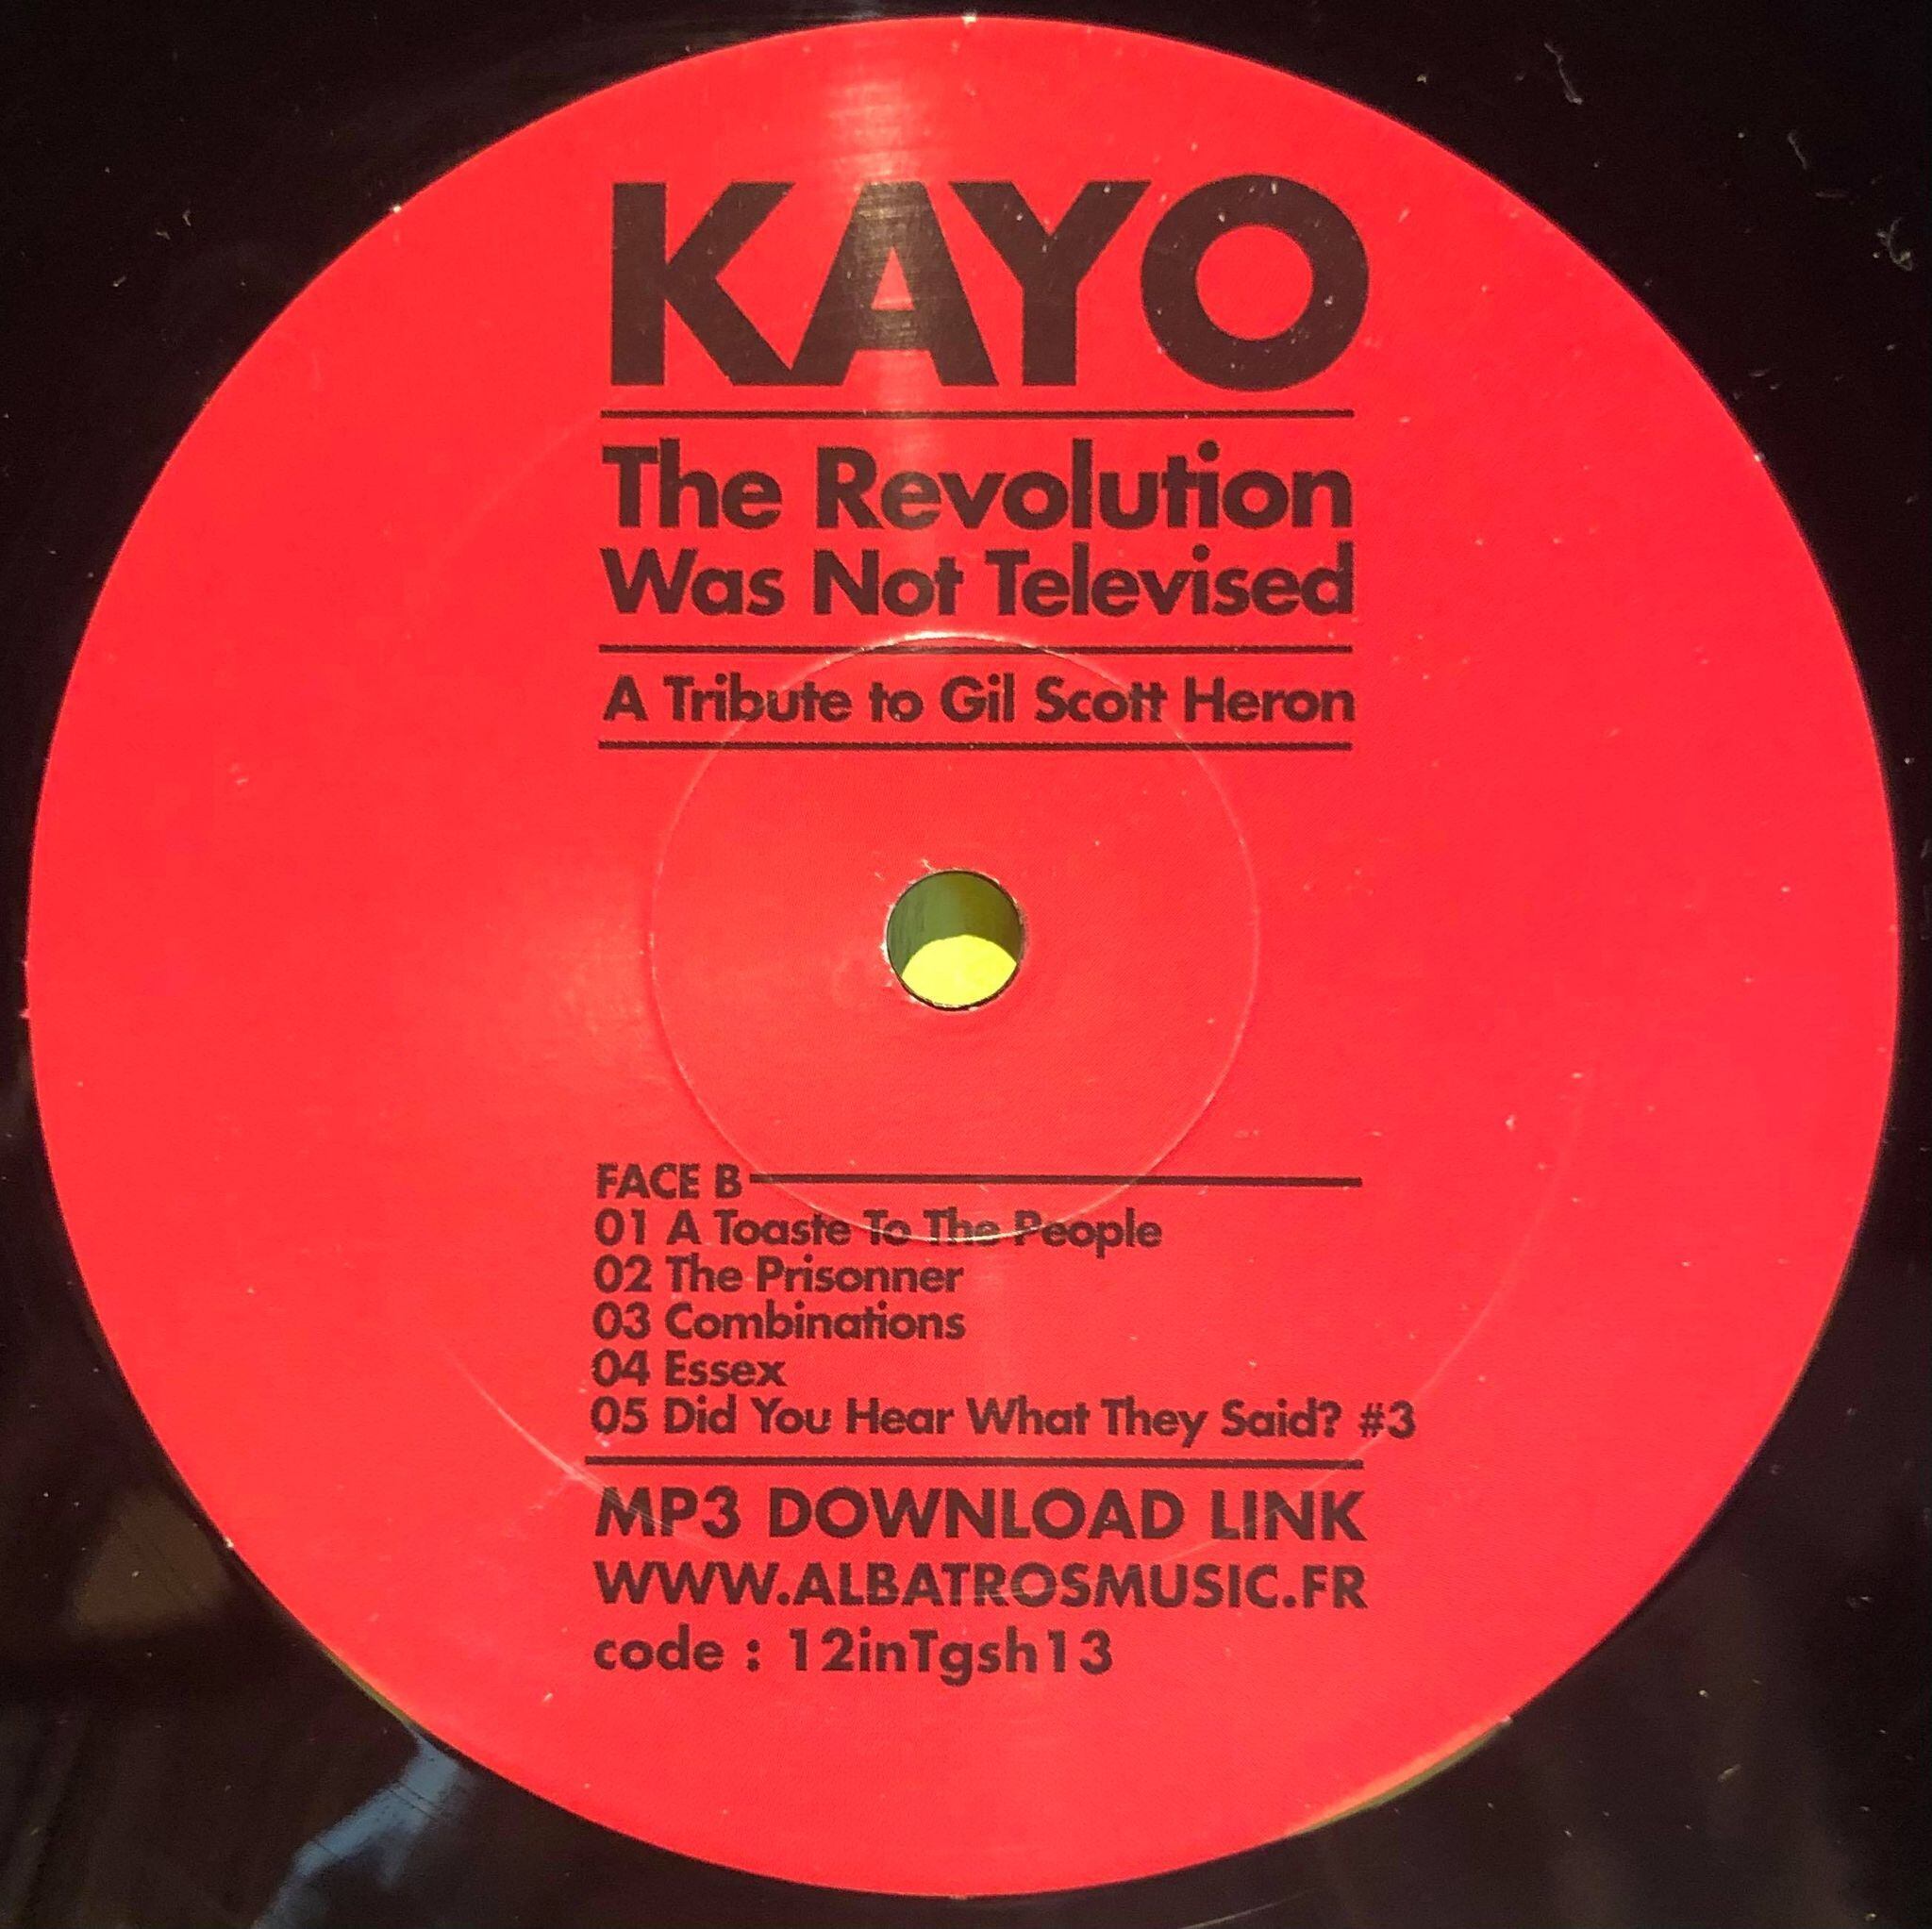 KAYO
The Revolution
Was Not Televised
A Tribute to Gil Scott Heron
FACE B
01 A Toaste To The People
02 The Prisonner
03 Combinations
04 Essex
05 Did You Hear What They Said? #3
MP3 DOWNLOAD LINK
WWW.ALBATROSMUSIC.FR
code : 12inTgsh13